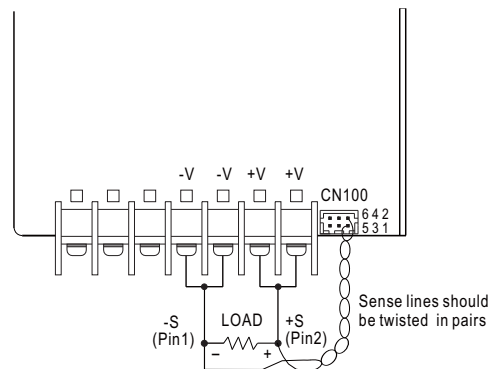 -V -V +V +V
CN100
6 4 2
5 3 1
-S
(Pin1)
LOAD
+S
(Pin2)
– +
Sense lines should
be twisted in pairs